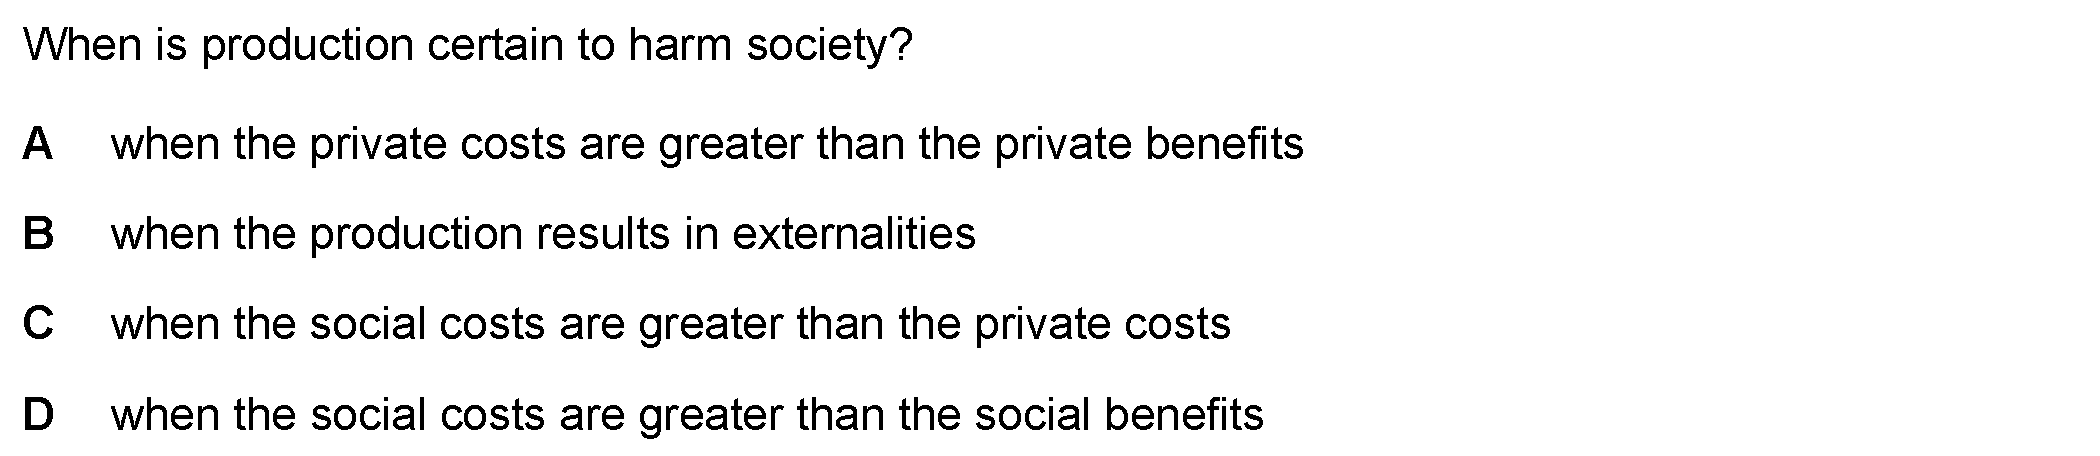 When is production certain to harm society?
A when the private costs are greater than the private benefits
B when the production results in externalities
C when the social costs are greater than the private costs
D when the social costs are greater than the social benefits